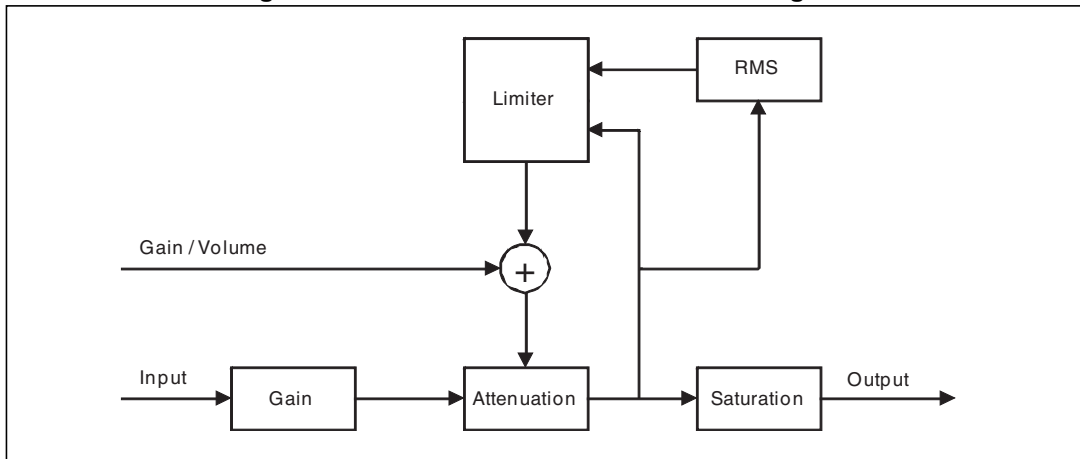 RMS
Limiter
Gain / Volume
+
Input
Gain
Attenuation
Saturation
Output